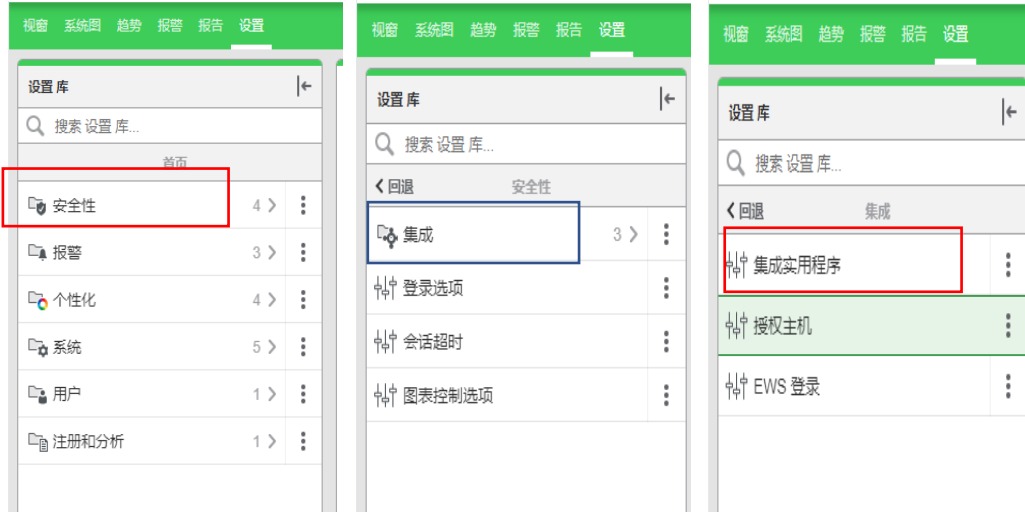 视窗 系统图 趋势 报警 报告 设置
设置 库
搜索 设置 库...
首页
安全性 4
报警 3
个性化 4
系统 5
用户 1
注册和分析 1
视窗 系统图 趋势 报警 报告 设置
设置 库
搜索 设置 库...
回退 安全性
集成 3
登录选项
会话超时
图表控制选项
视窗 系统图 趋势 报警 报告 设置
设置 库
搜索 设置 库...
回退 集成
集成实用程序
授权主机
EWS 登录